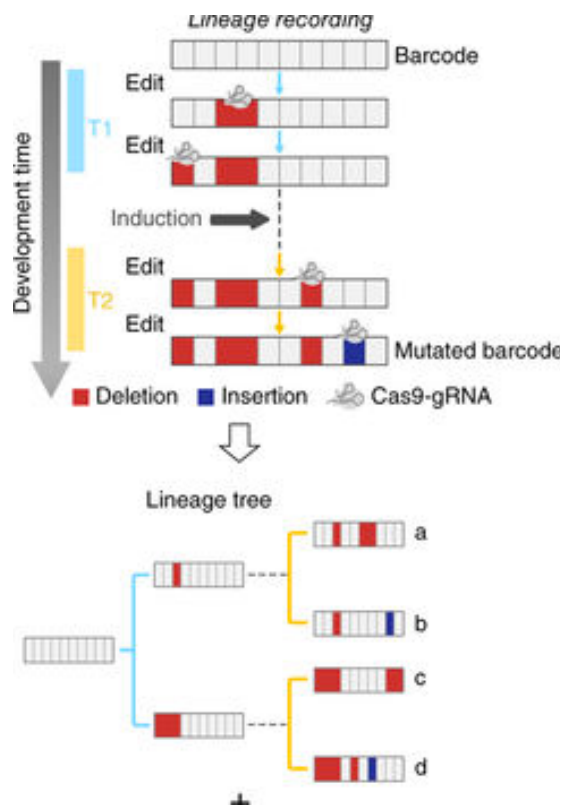 Lineage recording
Barcode
Edit
T1
Edit
Development time
Induction
Edit
T2
Edit
Mutated barcode
Deletion
Insertion
Cas9-gRNA
Lineage tree
a
b
c
d
+